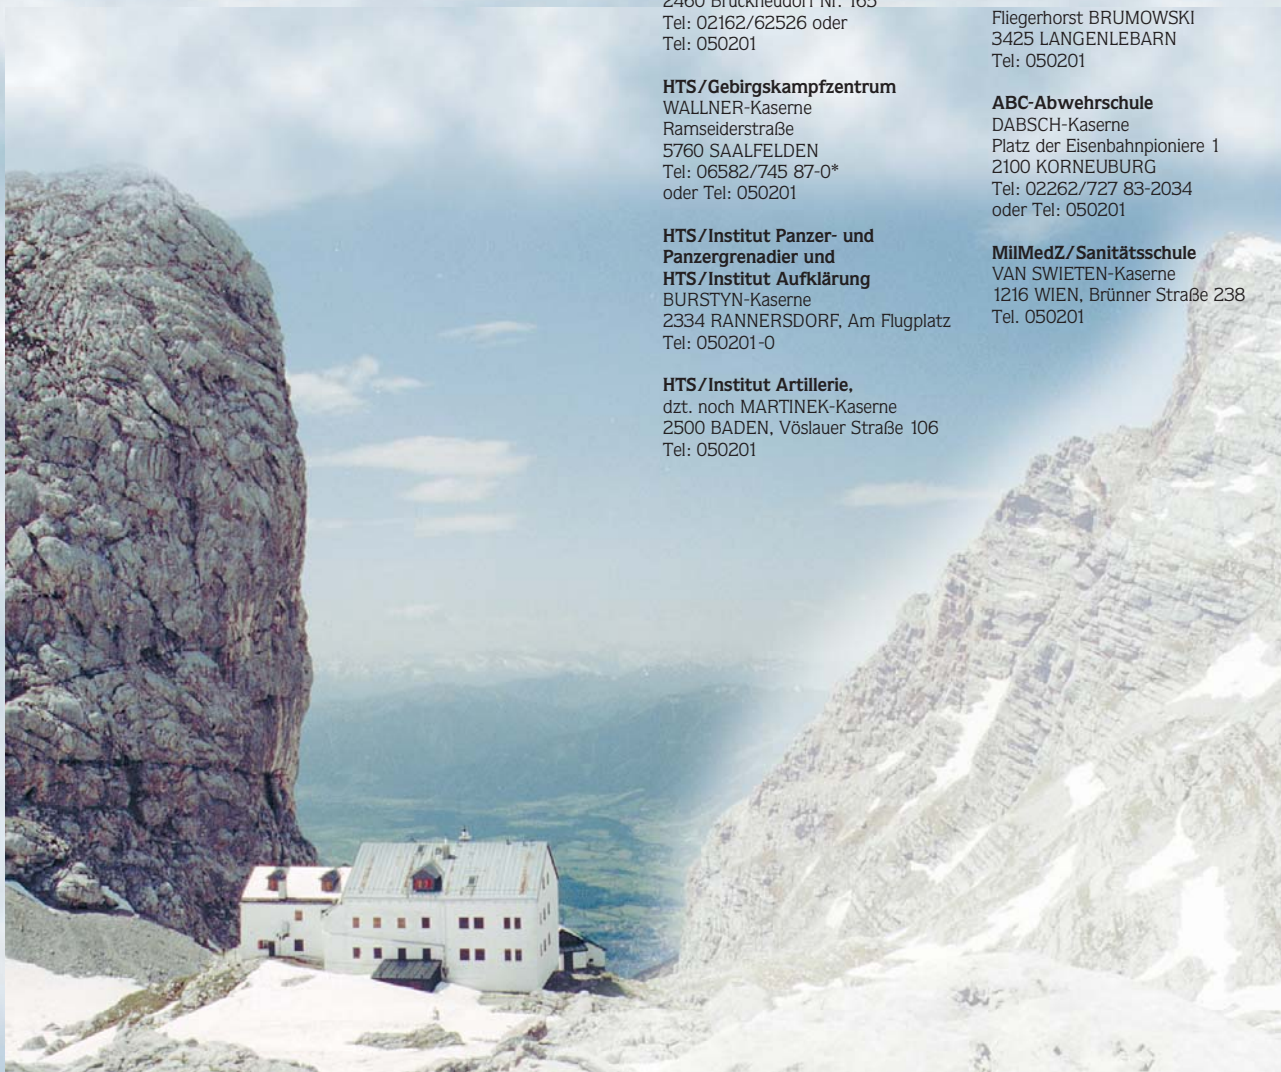 2460 Bruckneudorf Nr. 165
Tel: 02162/62526 oder
Tel: 050201
HTS/Gebirgskampfzentrum
WALLNER-Kaserne
Ramseiderstraße
5760 SAALFELDEN
Tel: 06582/745 87-0*
oder Tel: 050201
HTS/Institut Panzer- und
Panzergrenadier und
HTS/Institut Aufklärung
BURSTYN-Kaserne
2334 RANNERSDORF, Am Flugplatz
Tel: 050201-0
HTS/Institut Artillerie,
dzt. noch MARTINEK-Kaserne
2500 BADEN, Vöslauer Straße 106
Tel: 050201
Fliegerhorst BRUMOWSKI
3425 LANGENLEBARN
Tel: 050201
ABC-Abwehrschule
DABSCH-Kaserne
Platz der Eisenbahnpioniere 1
2100 KORNEUBURG
Tel: 02262/727 83-2034
oder Tel: 050201
MilMedZ/Sanitätsschule
VAN SWIETEN-Kaserne
1216 WIEN, Brünner Straße 238
Tel. 050201